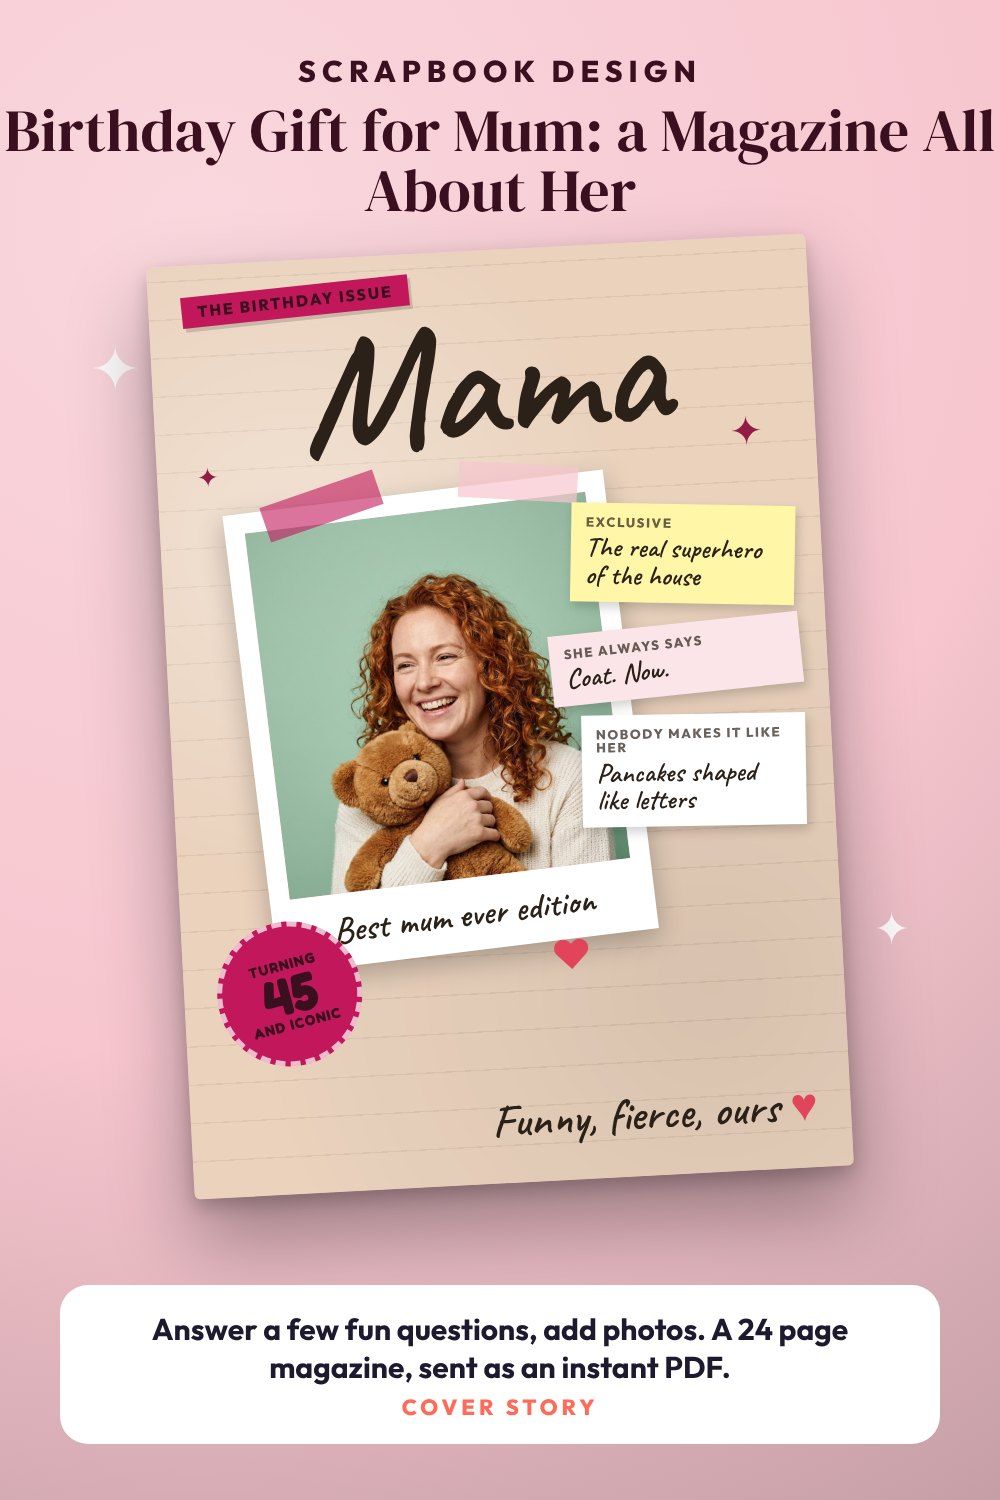 SCRAPBOOK DESIGN
Birthday Gift for Mum: a Magazine All
About Her
THE BIRTHDAY ISSUE
Mama
EXCLUSIVE
The real superhero
of the house
SHE ALWAYS SAYS
Coat. Now.
NOBODY MAKES IT LIKE
HER
Pancakes shaped
like letters
Best mum ever edition
TURNING
45
AND ICONIC
Funny, fierce, ours
Answer a few fun questions, add photos. A 24 page
magazine, sent as an instant PDF.
COVER STORY